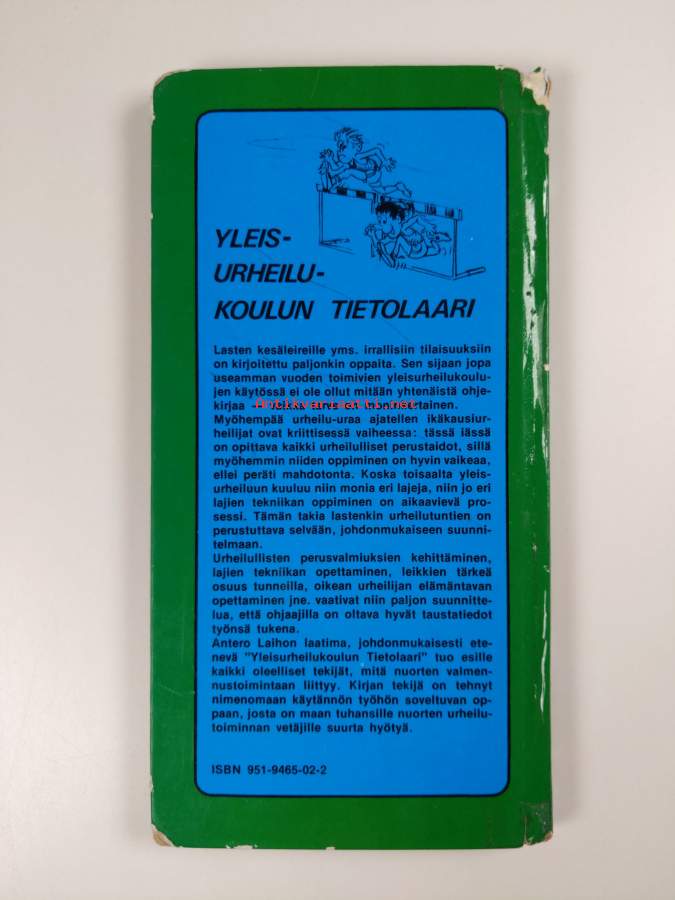 YLEIS-
URHEILU-
KOULUN TIETOLAARI
Lasten kesäleireille yms. irrallisiin tilaisuuksiin
on kirjoitettu paljonkin oppaita. Sen sijaan jopa
useamman vuoden toimivien yleisurheilukoulu-
jen käytössä ei ole ollut mitään yhtenäistä ohje-
kirjaa
Antikvariaatti.net
ertainen.
Myöhempää urheilu-uraa ajatellen ikäkausiur-
heilijat ovat kriittisessä vaiheessa: tässä iässä
on opittava kaikki urheilulliset perustaidot, sillä
myöhemmin niiden oppiminen on hyvin vaikeaa,
ellei peräti mahdotonta. Koska toisaalta yleis-
urheiluun kuuluu niin monia eri lajeja, niin jo eri
lajien tekniikan oppiminen on aikaavievä pro-
sessi. Tämän takia lastenkin urheilutuntien on
perustuttava selvään, johdonmukaiseen suunni-
telmaan.
Urheilullisten perusvalmiuksien kehittäminen,
lajien tekniikan opettaminen, leikkien tärkeä
osuus tunneilla, oikean urheilijan elämäntavan
opettaminen jne. vaativat niin paljon suunnitte-
lua, että ohjaajilla on oltava hyvät taustatiedot
työnsä tukena.
Antero Laihon laatima, johdonmukaisesti ete-
nevä "Yleisurheilukoulun Tietolaari" tuo esille
kaikki oleelliset tekijät, mitä nuorten valmen-
nustoimintaan liittyy. Kirjan tekijä on tehnyt
nimenomaan käytännön työhön soveltuvan op-
paan, josta on maan tuhansille nuorten urheilu-
toiminnan vetäjille suurta hyötyä.
ISBN 951-9465-02-2